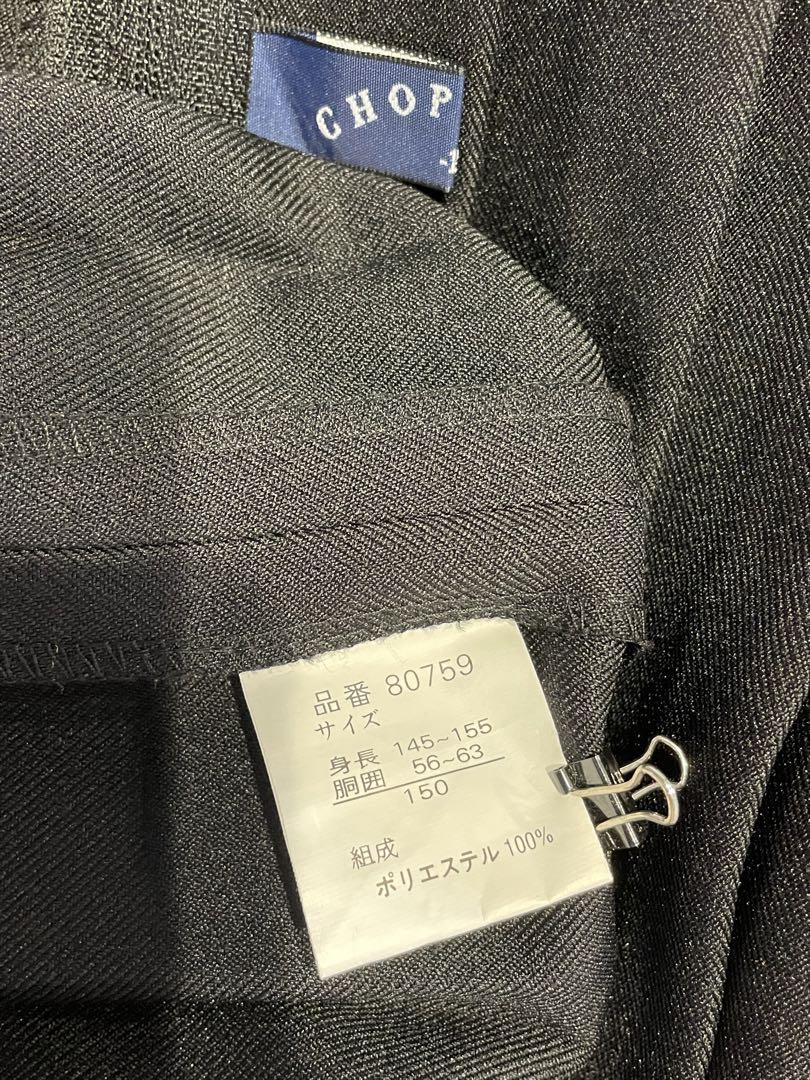 CHOP
品番 80759
サイズ
身長 145~155
胴囲 56~63
150
組成
ポリエステル 100%